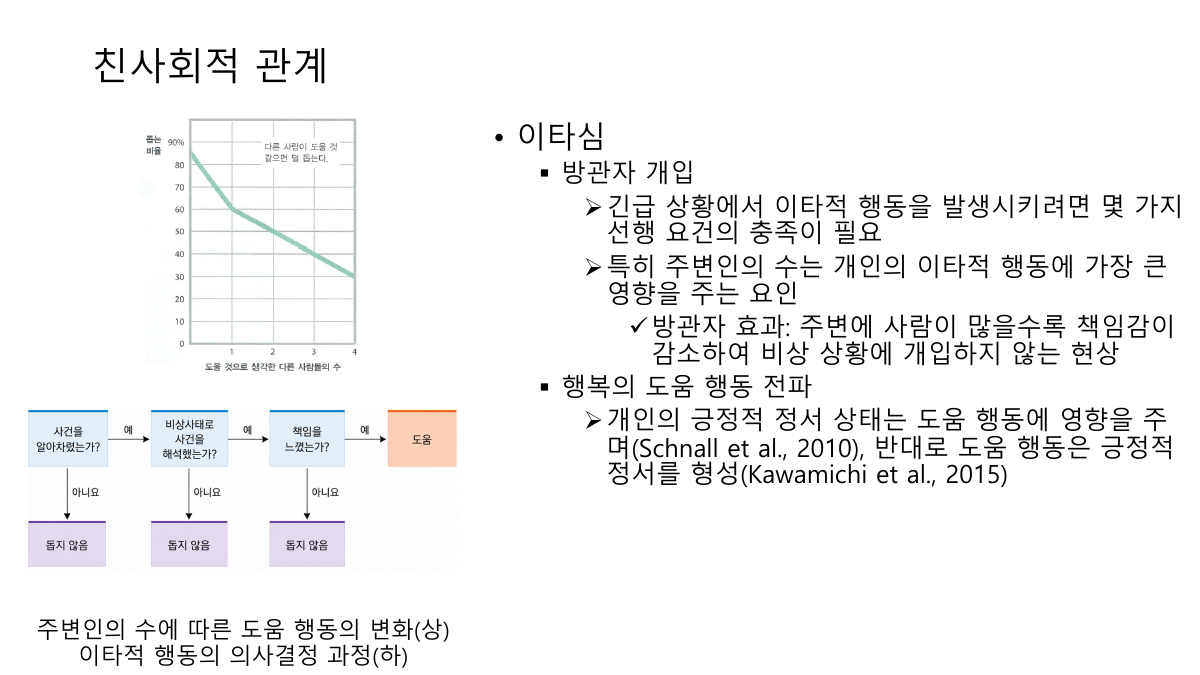 친사회적 관계
돕는
비율
90%
80
70
60
50
40
30
20
10
0
다른 사람이 도울 것
같으면 덜 돕는다.
1 2 3 4
도울 것으로 생각한 다른 사람들의 수
사건을
알아차렸는가?
예
비상사태로
사건을
해석했는가?
예
책임을
느꼈는가?
예
도움
아니요
아니요
아니요
돕지 않음
돕지 않음
돕지 않음
주변인의 수에 따른 도움 행동의 변화(상)
이타적 행동의 의사결정 과정(하)
• 이타심
▪ 방관자 개입
➢ 긴급 상황에서 이타적 행동을 발생시키려면 몇 가지
선행 요건의 충족이 필요
➢ 특히 주변인의 수는 개인의 이타적 행동에 가장 큰
영향을 주는 요인
✓ 방관자 효과: 주변에 사람이 많을수록 책임감이
감소하여 비상 상황에 개입하지 않는 현상
▪ 행복의 도움 행동 전파
➢ 개인의 긍정적 정서 상태는 도움 행동에 영향을 주
며(Schnall et al., 2010), 반대로 도움 행동은 긍정적
정서를 형성(Kawamichi et al., 2015)